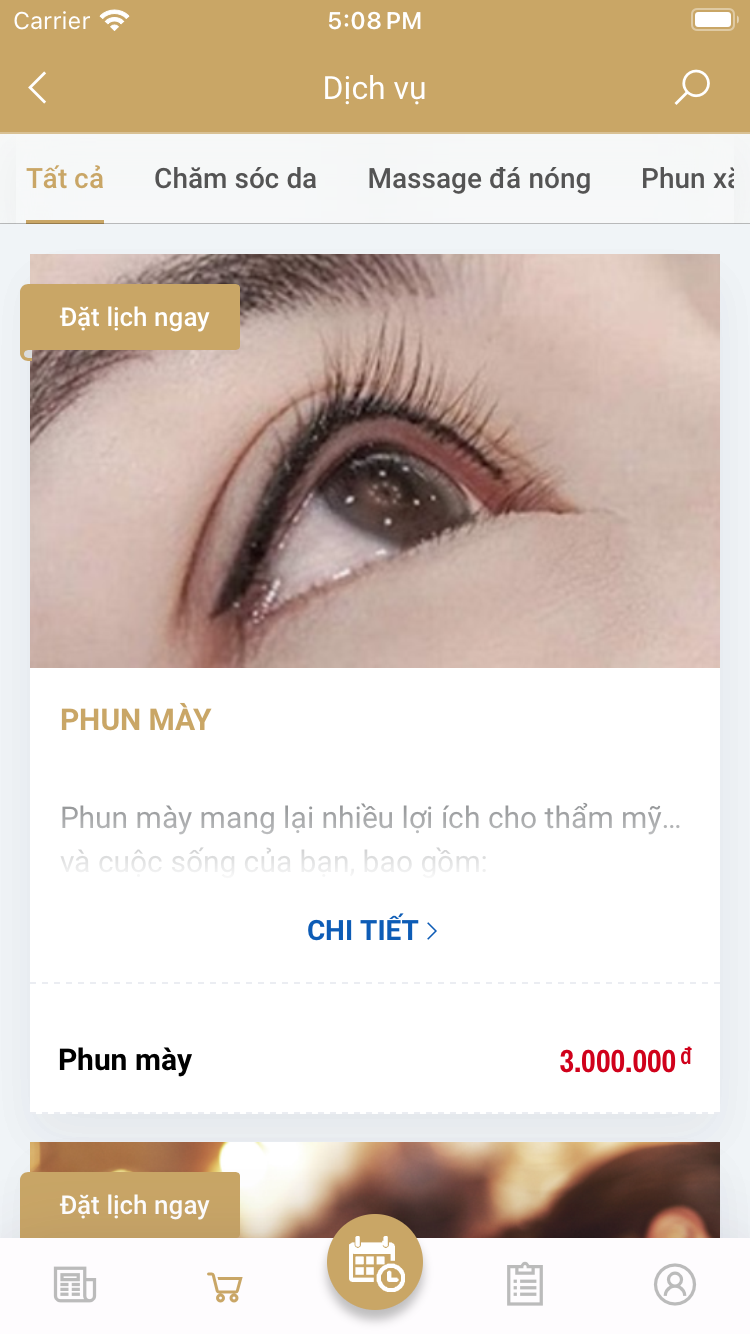 Carrier 5:08 PM
Dịch vụ
Tất cả Chăm sóc da Massage đá nóng Phun xă
Đặt lịch ngay
PHUN MÀY
Phun mày mang lại nhiều lợi ích cho thẩm mỹ...
và cuộc sống của bạn, bao gồm:
CHI TIẾT
Phun mày 3.000.000 đ
Đặt lịch ngay